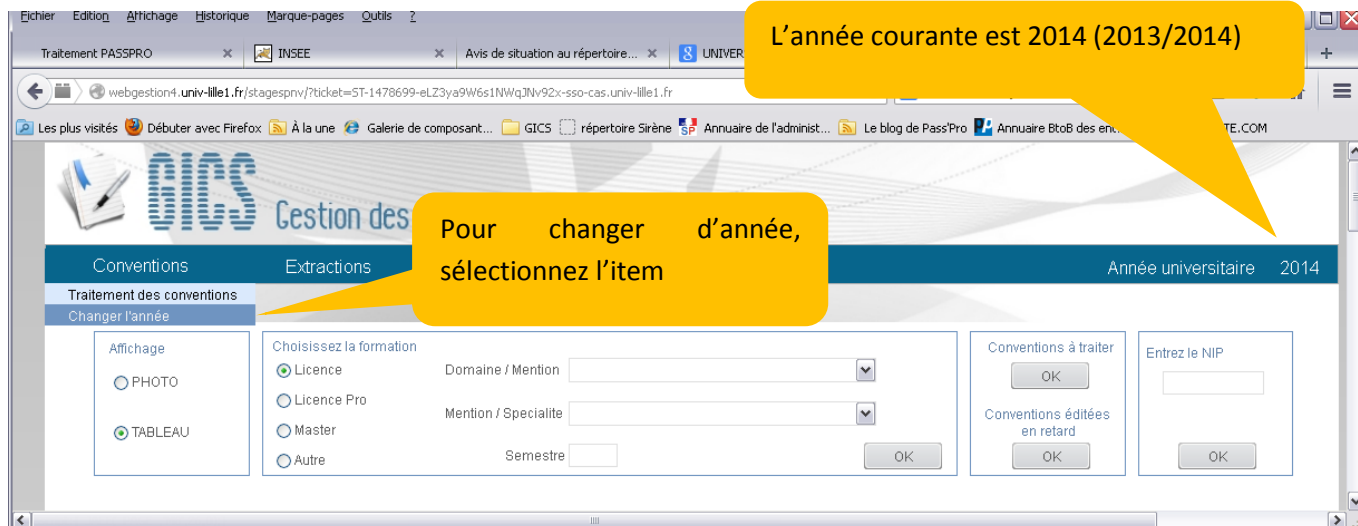 Fichier Edition Affichage Historique Marque-pages Outils ?
L'année courante est 2014 (2013/2014)
Traitement PASSPRO INSEE Avis de situation au répertoire...
webgestion4.univ-lille1.fr/stagespnv/?ticket=ST-1478699-eLZ3ya9W6s1NWqJNv92x-sso-cas.univ-lille1.fr
Les plus visités Débuter avec Firefox À la une Galerie de composant... GICS répertoire Sirène Annuaire de l'administ... Le blog de Pass'Pro Annuaire BtoB des
GICS Gestion des
Pour changer d'année,
sélectionnez l'item
Conventions Extractions Année universitaire 2014
Traitement des conventions
Changer l'année
Affichage
PHOTO
TABLEAU
Choisissez la formation
Licence Domaine / Mention
Licence Pro
Mention / Specialite
Master
Autre Semestre OK
Conventions à traiter
OK
Conventions éditées
en retard
OK
Entrez le NIP
OK